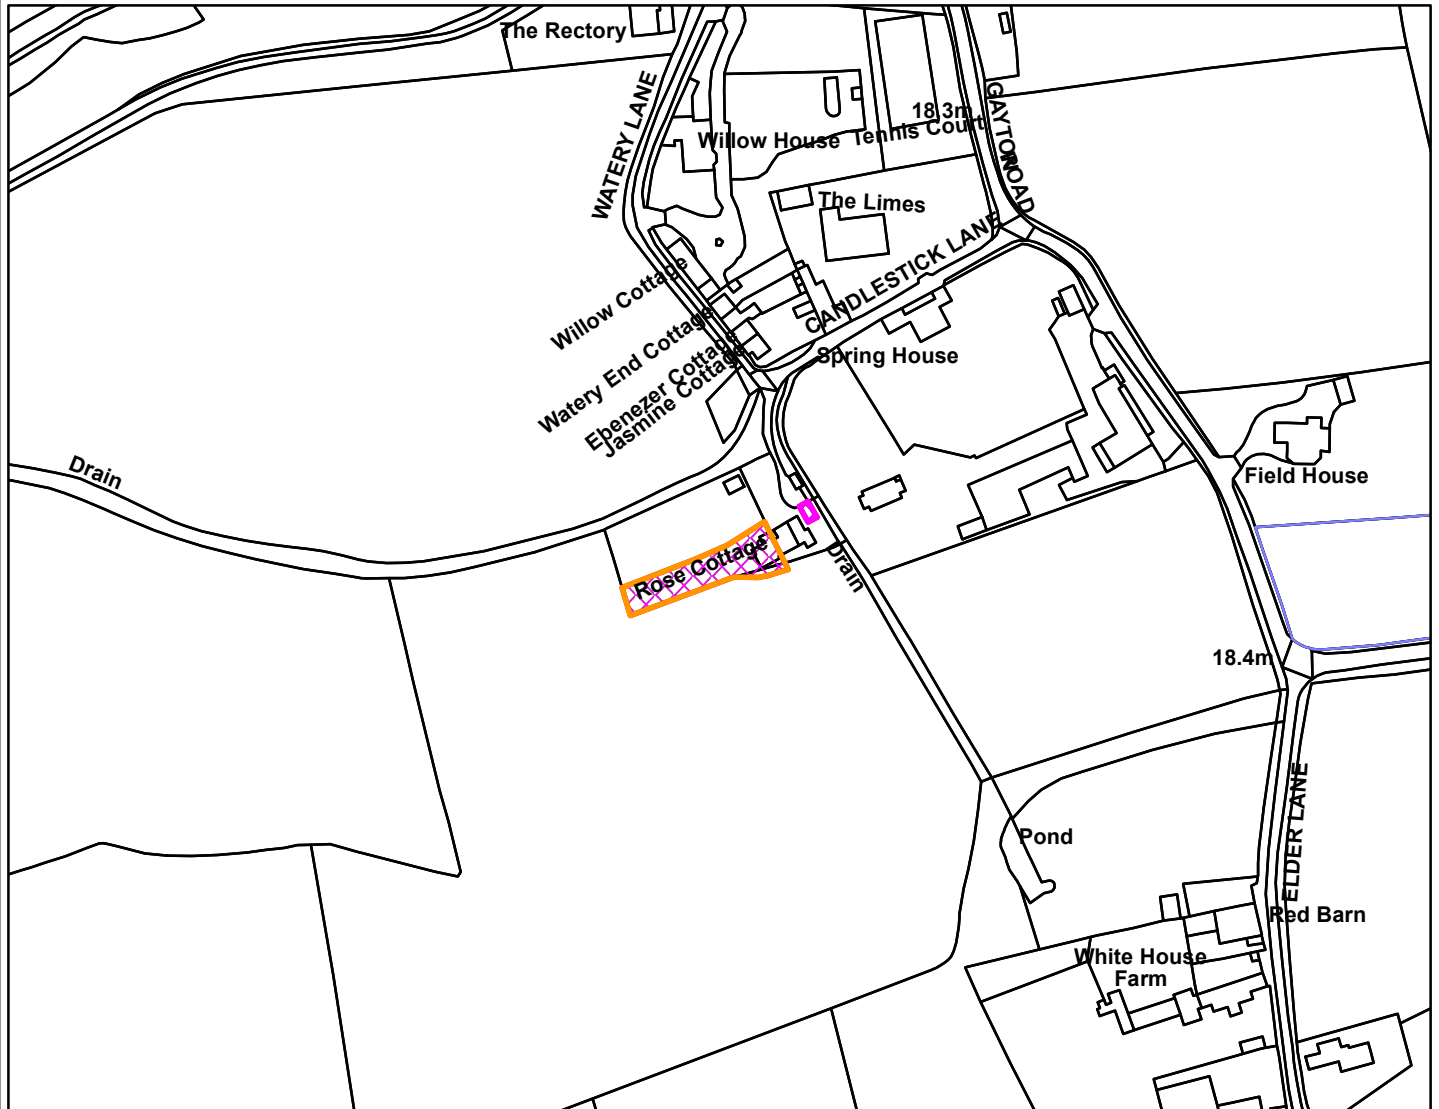 The Rectory
WATERY LANE
GAYTON ROAD
18.3m
Tennis Court
Willow House
The Limes
CANDLESTICK LANE
Willow Cottage
Watery End Cottage
Ebenezer Cottage
Jasmine Cottage
Spring House
Drain
Field House
Rose Cottage
Drain
18.4m
Pond
ELDER LANE
Red Barn
White House
Farm